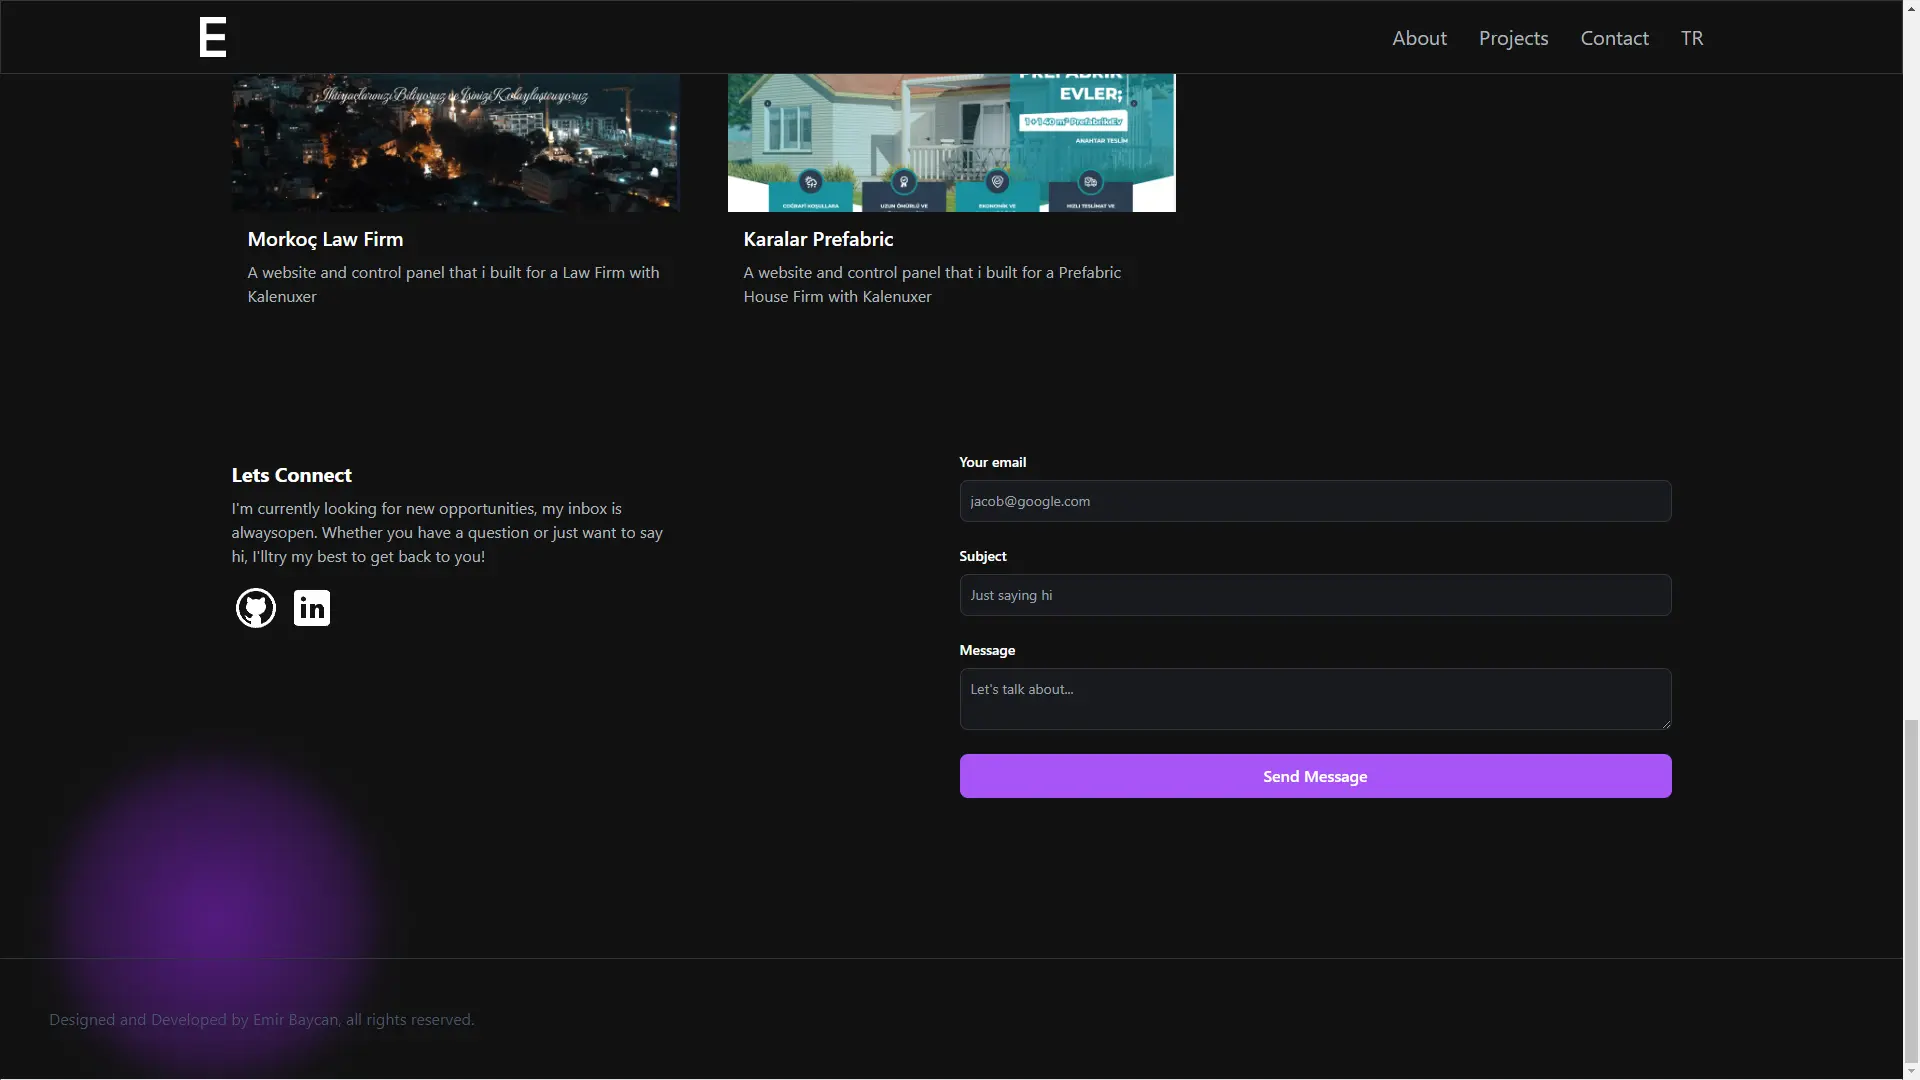 E
About
Projects
Contact
TR
İhtiyaçlarınızı Biliyoruz ve İşinizi Kolaylaştırıyoruz
PREFABRİK
EVLER;
1+1 40 m² Prefabrik Ev
ANAHTAR TESLİM
COĞRAFİ KOŞULLARA
UZUN ÖMÜRLÜ VE
EKONOMİK VE
HIZLI TESLİMAT VE
Morkoç Law Firm
A website and control panel that i built for a Law Firm with
Kalenuxer
Karalar Prefabric
A website and control panel that i built for a Prefabric
House Firm with Kalenuxer
Lets Connect
I'm currently looking for new opportunities, my inbox is
alwaysopen. Whether you have a question or just want to say
hi, I'lltry my best to get back to you!
in
Your email
jacob@google.com
Subject
Just saying hi
Message
Let's talk about...
Send Message
Designed and Developed by Emir Baycan, all rights reserved.